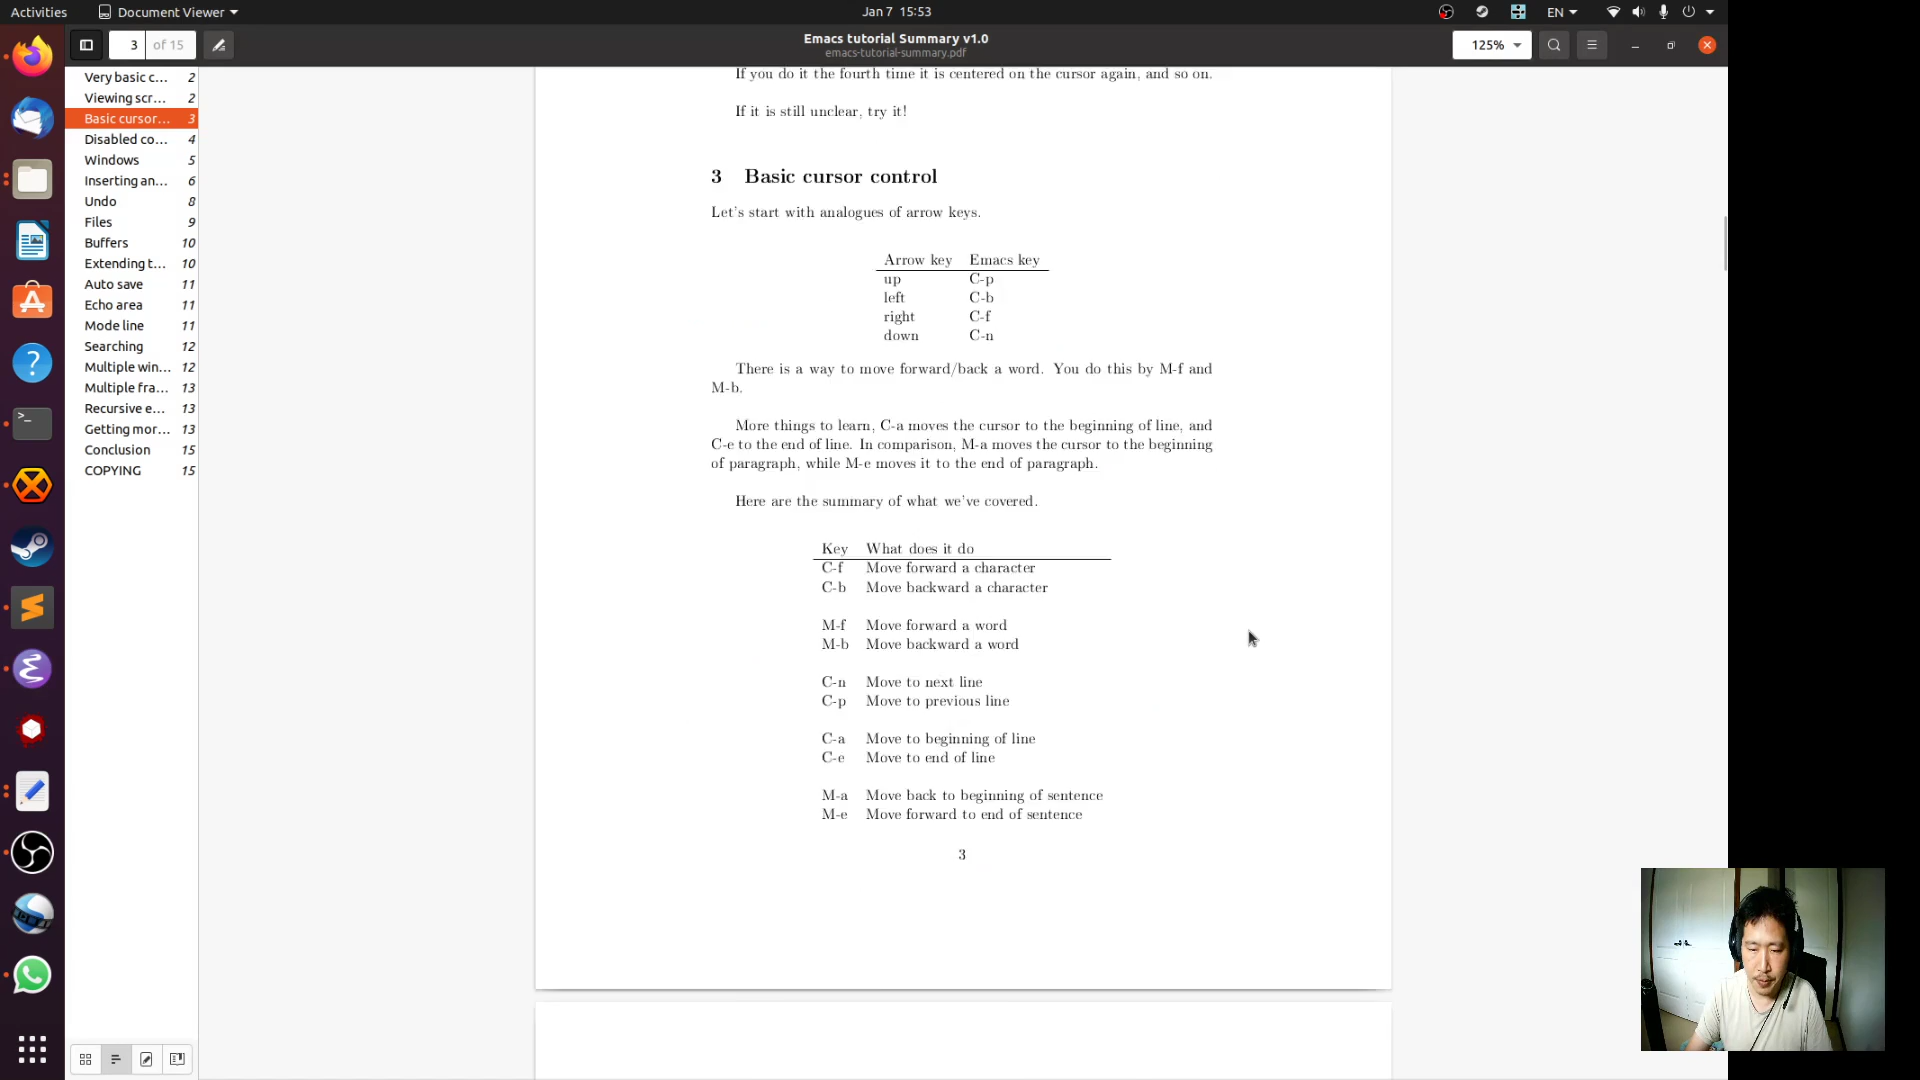 Activities
Document Viewer
Jan 7 15:53
EN
3
of 15
Emacs tutorial Summary v1.0
emacs-tutorial-summary.pdf
125%
Very basic c... 2
Viewing scr... 2
Basic cursor... 3
Disabled co... 4
Windows 5
Inserting an... 6
Undo 8
Files 9
Buffers 10
Extending t... 10
Auto save 11
Echo area 11
Mode line 11
Searching 12
Multiple win... 12
Multiple fra... 13
Recursive e... 13
Getting mor... 13
Conclusion 15
COPYING 15
If you do it the fourth time it is centered on the cursor again, and so on.
If it is still unclear, try it!
3 Basic cursor control
Let's start with analogues of arrow keys.
Arrow key Emacs key
up C-p
left C-b
right C-f
down C-n
There is a way to move forward/back a word. You do this by M-f and
M-b.
More things to learn, C-a moves the cursor to the beginning of line, and
C-e to the end of line. In comparison, M-a moves the cursor to the beginning
of paragraph, while M-e moves it to the end of paragraph.
Here are the summary of what we've covered.
Key What does it do
C-f Move forward a character
C-b Move backward a character
M-f Move forward a word
M-b Move backward a word
C-n Move to next line
C-p Move to previous line
C-a Move to beginning of line
C-e Move to end of line
M-a Move back to beginning of sentence
M-e Move forward to end of sentence
3